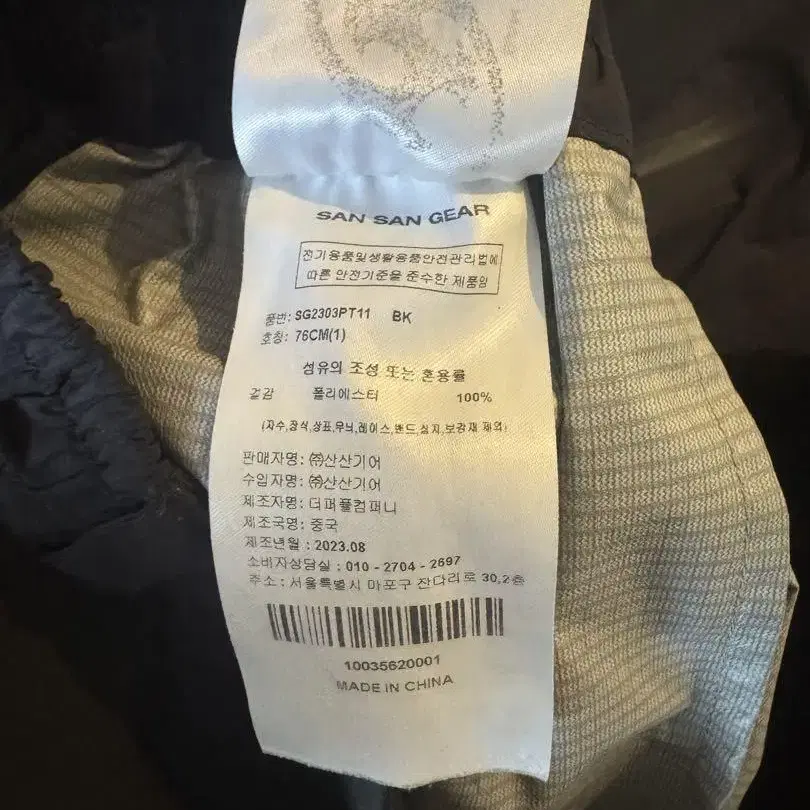 SAN SAN GEAR
전기용품및생활용품안전관리법에
따른 안전기준을 준수한 제품임
품번: SG2303PT11 BK
호칭: 76CM(1)
섬유의 조성 또는 혼용률
겉감 폴리에스터 100%
(자수,장식,상표,무늬,레이스,밴드,심지,보강재 제외)
판매자명: ㈜산산기어
수입자명: ㈜산산기어
제조자명: 더퍼플컴퍼니
제조국명: 중국
제조년월 : 2023.08
소비자상담실 : 010 - 2704 - 2697
주소 : 서울특별시 마포구 잔다리로 30,2층
10035620001
MADE IN CHINA